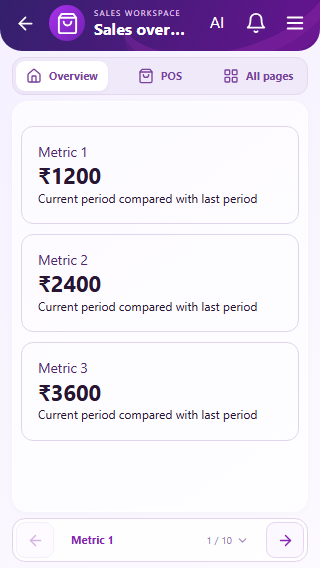 SALES WORKSPACE
Sales over...
AI
Overview
POS
All pages
Metric 1
₹1200
Current period compared with last period
Metric 2
₹2400
Current period compared with last period
Metric 3
₹3600
Current period compared with last period
Metric 1
1 / 10